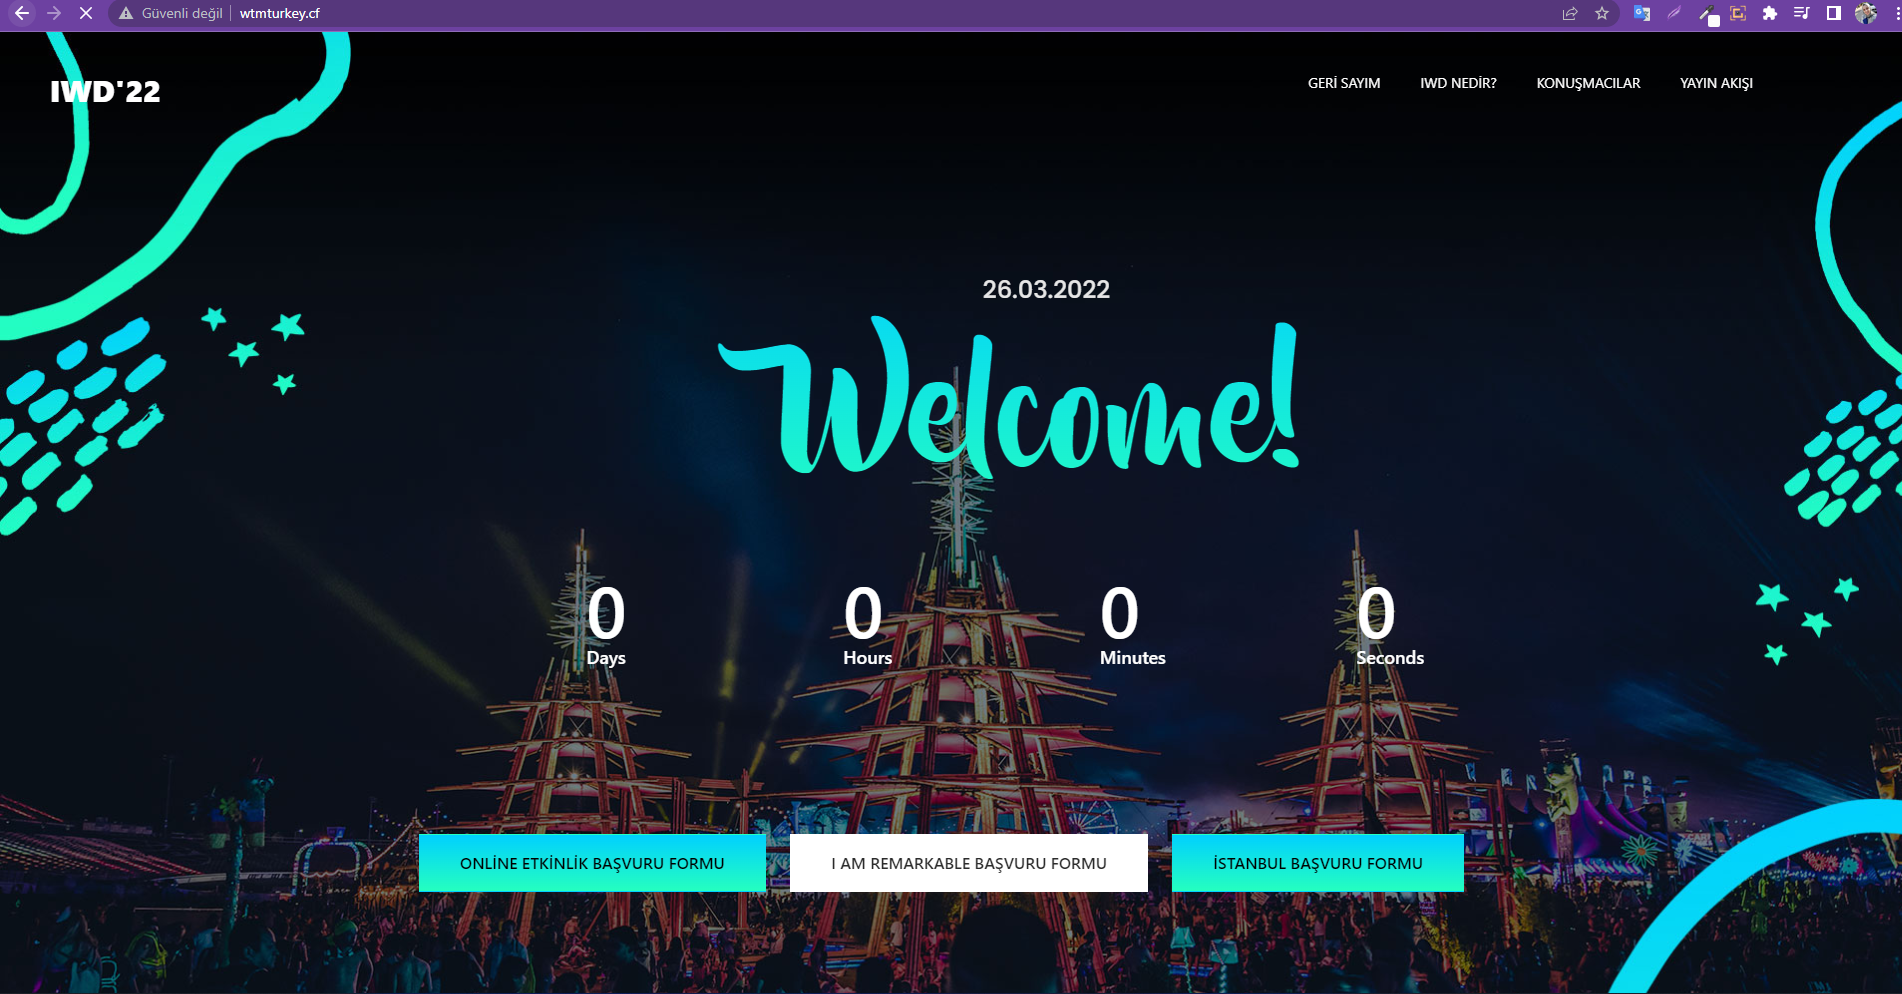 Güvenli değil
wtmturkey.cf
IWD'22
GERİ SAYIM
IWD NEDİR?
KONUŞMACILAR
YAYIN AKIŞI
26.03.2022
Welcome!
0 0 0 0
Days Hours Minutes Seconds
ONLİNE ETKİNLİK BAŞVURU FORMU
I AM REMARKABLE BAŞVURU FORMU
İSTANBUL BAŞVURU FORMU